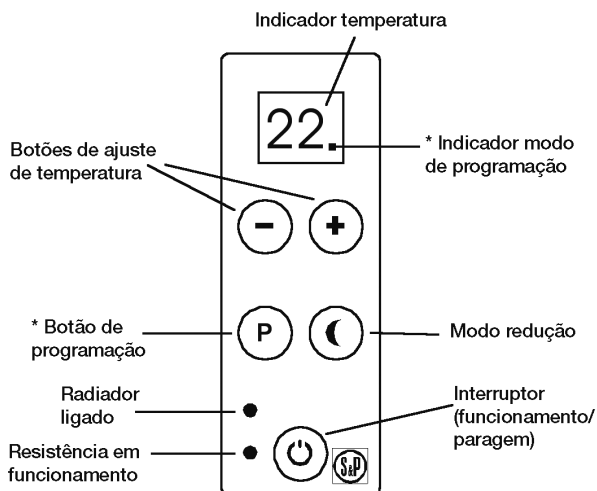 Indicador temperatura
22.
* Indicador modo
de programação
Botões de ajuste
de temperatura
− +
* Botão de
programação
P
Modo redução
Radiador
ligado
Interruptor
(funcionamento/
paragem)
Resistência em
funcionamento
S&P